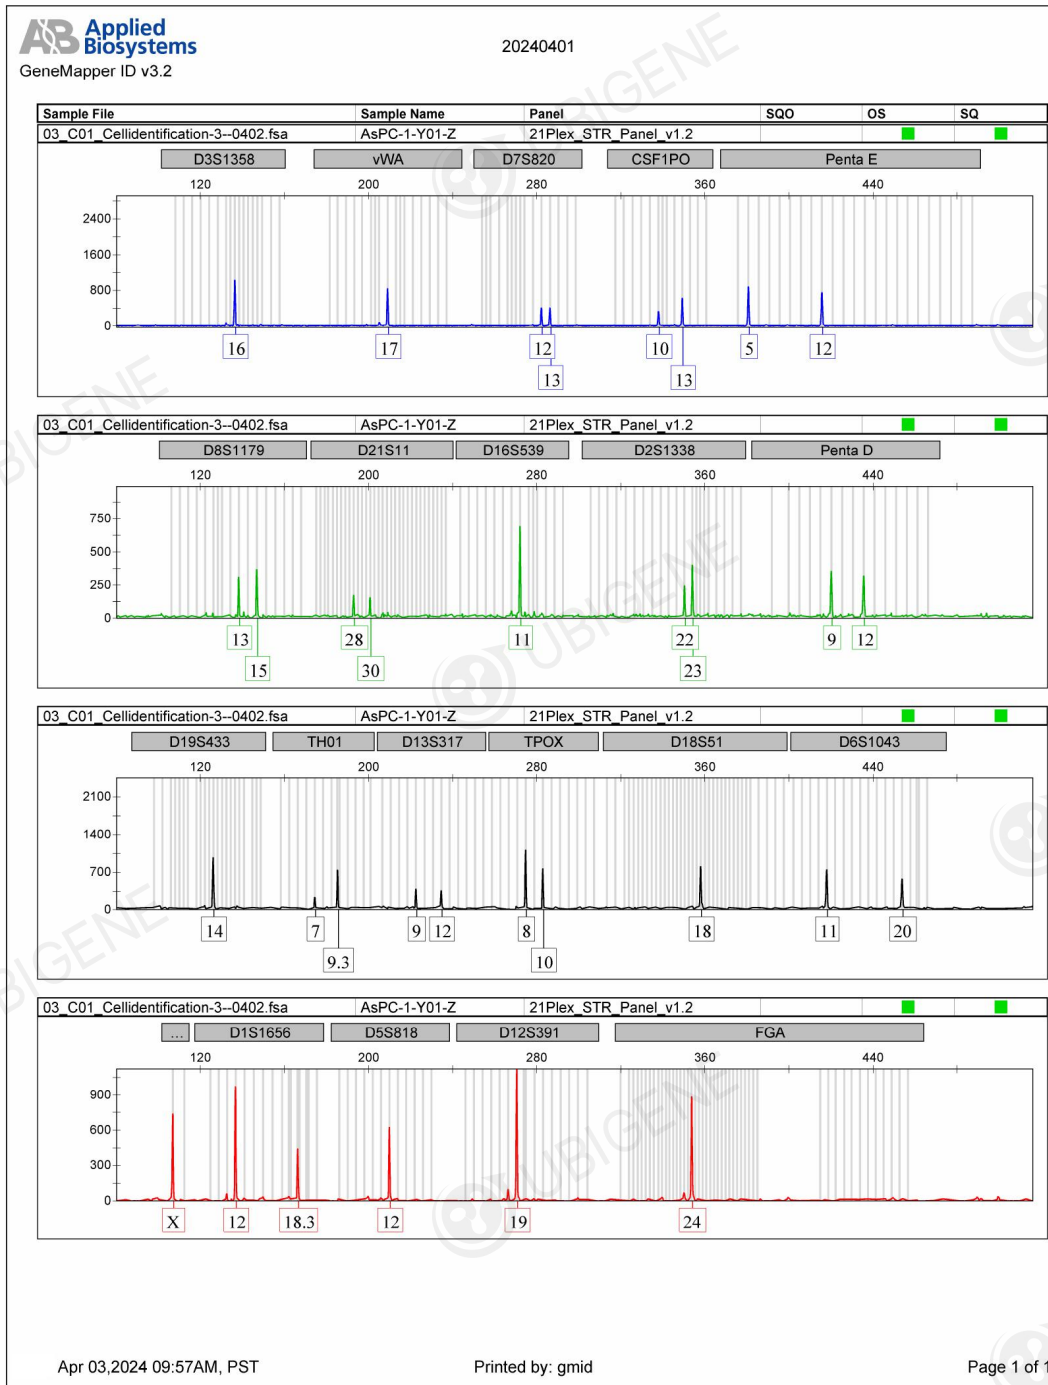 AB Applied
Biosystems
GeneMapper ID v3.2
20240401
Sample File Sample Name Panel SQO OS SQ
03_C01_Cellidentification-3--0402.fsa AsPC-1-Y01-Z 21Plex_STR_Panel_v1.2
D3S1358 vWA D7S820 CSF1PO Penta E
120 200 280 360 440
2400
1600
800
0
16 17 12 10 5 12
13 13
03_C01_Cellidentification-3--0402.fsa AsPC-1-Y01-Z 21Plex_STR_Panel_v1.2
D8S1179 D21S11 D16S539 D2S1338 Penta D
120 200 280 360 440
750
500
250
0
13 28 11 22 9 12
15 30 23
03_C01_Cellidentification-3--0402.fsa AsPC-1-Y01-Z 21Plex_STR_Panel_v1.2
D19S433 TH01 D13S317 TPOX D18S51 D6S1043
120 200 280 360 440
2100
1400
700
0
14 7 9 12 8 18 11 20
9.3 10
03_C01_Cellidentification-3--0402.fsa AsPC-1-Y01-Z 21Plex_STR_Panel_v1.2
... D1S1656 D5S818 D12S391 FGA
120 200 280 360 440
900
600
300
0
X 12 18.3 12 19 24
Apr 03,2024 09:57AM, PST Printed by: gmid Page 1 of 1
UBIGENE
UBIGENE
UBIGENE
UBIGENE
UBIGENE